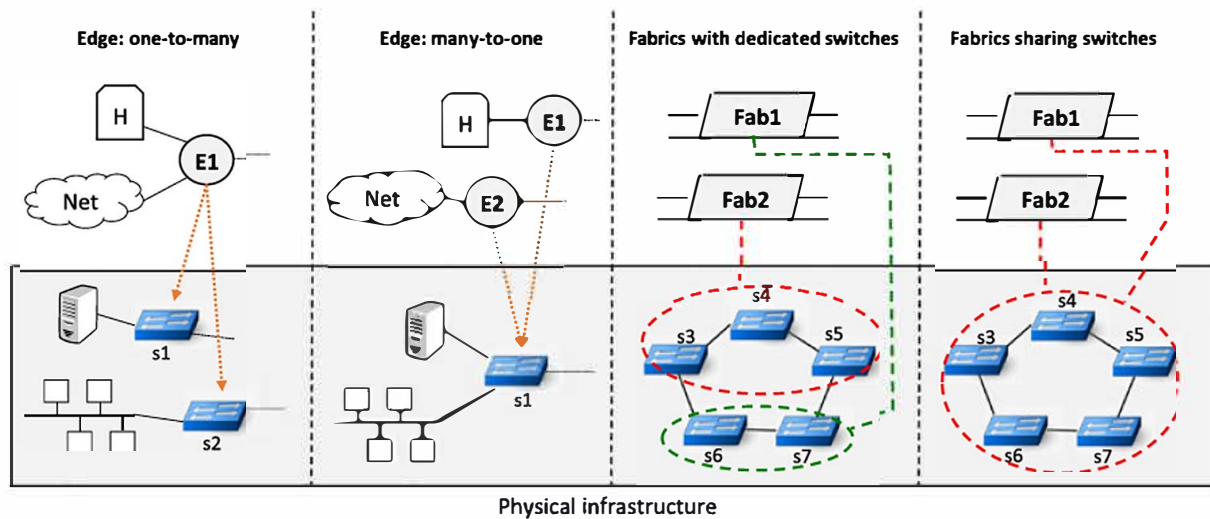 Edge: one-to-many
Edge: many-to-one
Fabrics with dedicated switches
Fabrics sharing switches
H
E1
Net
H
E1
Net
E2
Fab1
Fab2
Fab1
Fab2
s1
s2
s1
s4
s3
s5
s6
s7
s4
s3
s5
s6
s7
Physical infrastructure